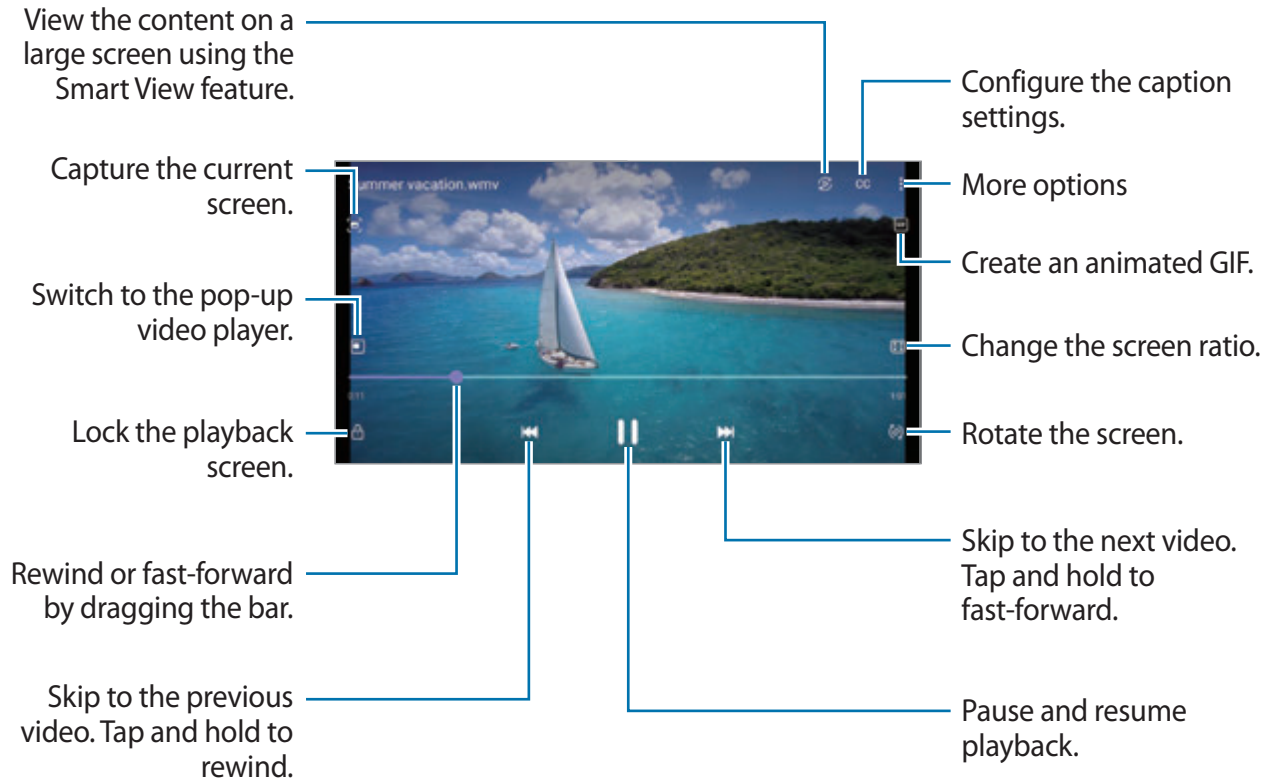 View the content on a
large screen using the
Smart View feature.
Configure the caption
settings.
Capture the current
screen.
More options
Create an animated GIF.
Switch to the pop-up
video player.
Change the screen ratio.
Lock the playback
screen.
Rotate the screen.
Rewind or fast-forward
by dragging the bar.
Skip to the next video.
Tap and hold to
fast-forward.
Skip to the previous
video. Tap and hold to
rewind.
Pause and resume
playback.
Summer vacation.wmv
CC